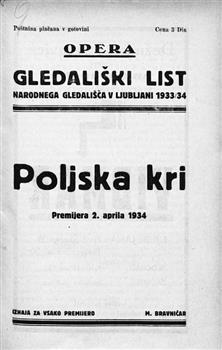 Poštnina plačana v gotovini Cena 3 Din
OPERA
GLEDALIŠKI LIST
NARODNEGA GLEDALIŠČA V LJUBLJANI 1933/34
Poljska kri
Premijera 2. aprila 1934
IZHAJA ZA VSAKO PREMIJERO M. BRAVNIČAR